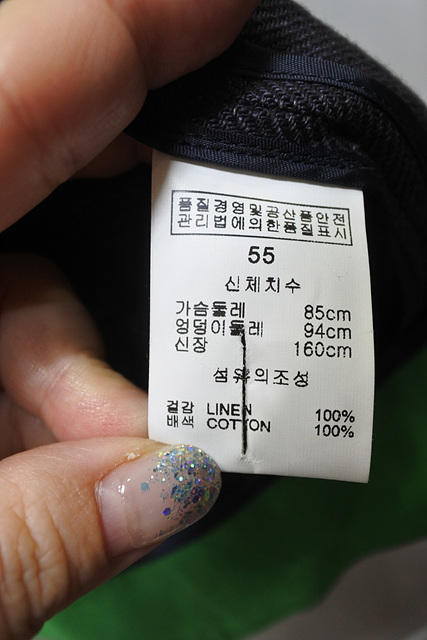 품질경영및공산품안전
관리법에의한품질표시
55
신체치수
가슴둘레 85cm
엉덩이둘레 94cm
신장 160cm
섬유의조성
겉감 LINEN 100%
배색 COTTON 100%